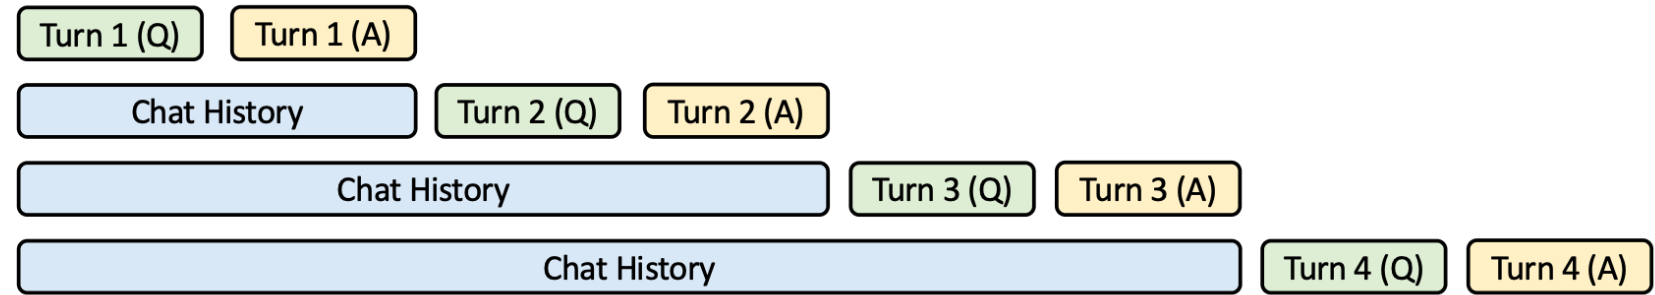 Turn 1 (Q) Turn 1 (A)
Chat History Turn 2 (Q) Turn 2 (A)
Chat History Turn 3 (Q) Turn 3 (A)
Chat History Turn 4 (Q) Turn 4 (A)